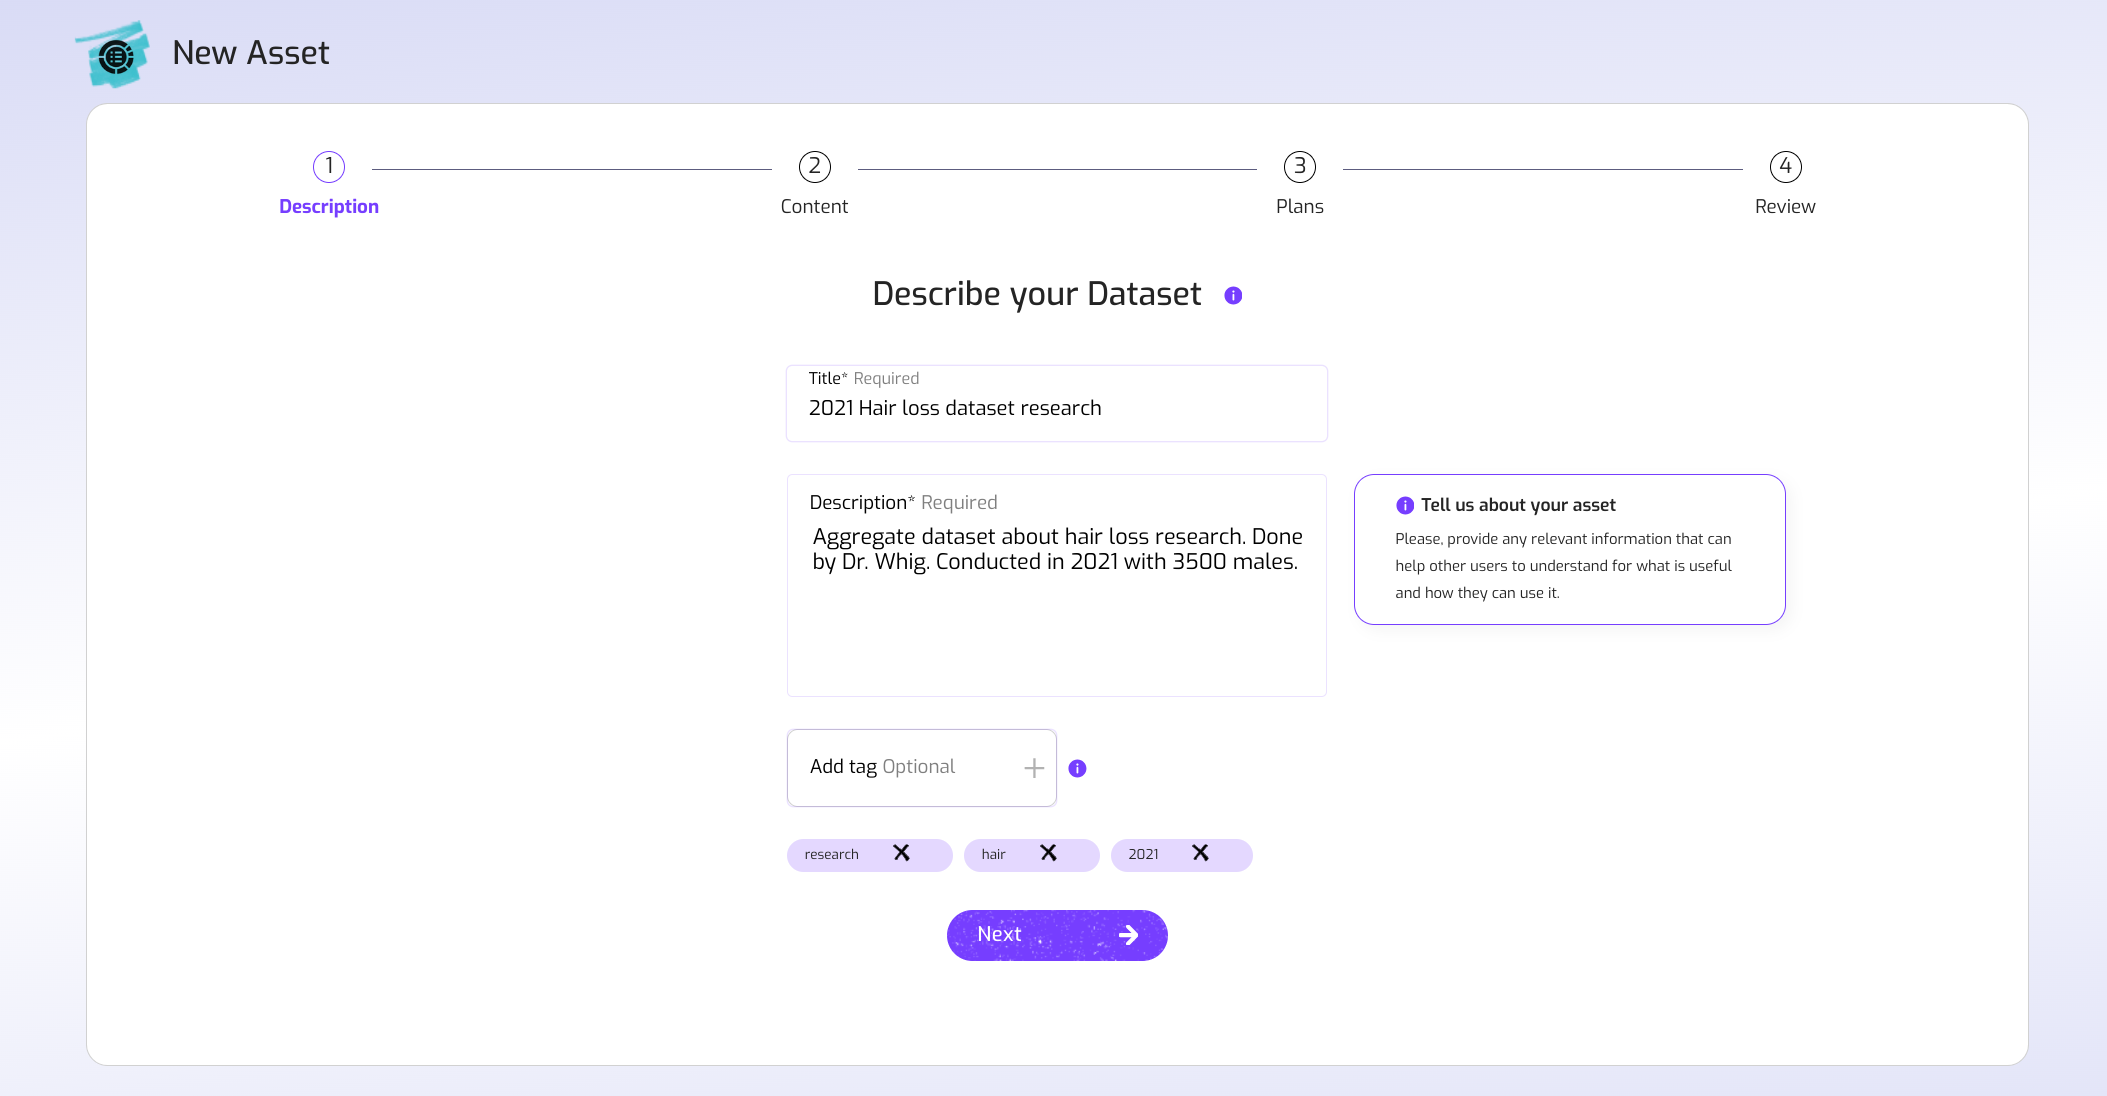 New Asset
1
2
3
4
Description
Content
Plans
Review
Describe your Dataset
Title* Required
2021 Hair loss dataset research
Description* Required
Aggregate dataset about hair loss research. Done
by Dr. Whig. Conducted in 2021 with 3500 males.
Tell us about your asset
Please, provide any relevant information that can
help other users to understand for what is useful
and how they can use it.
Add tag Optional
research
hair
2021
Next